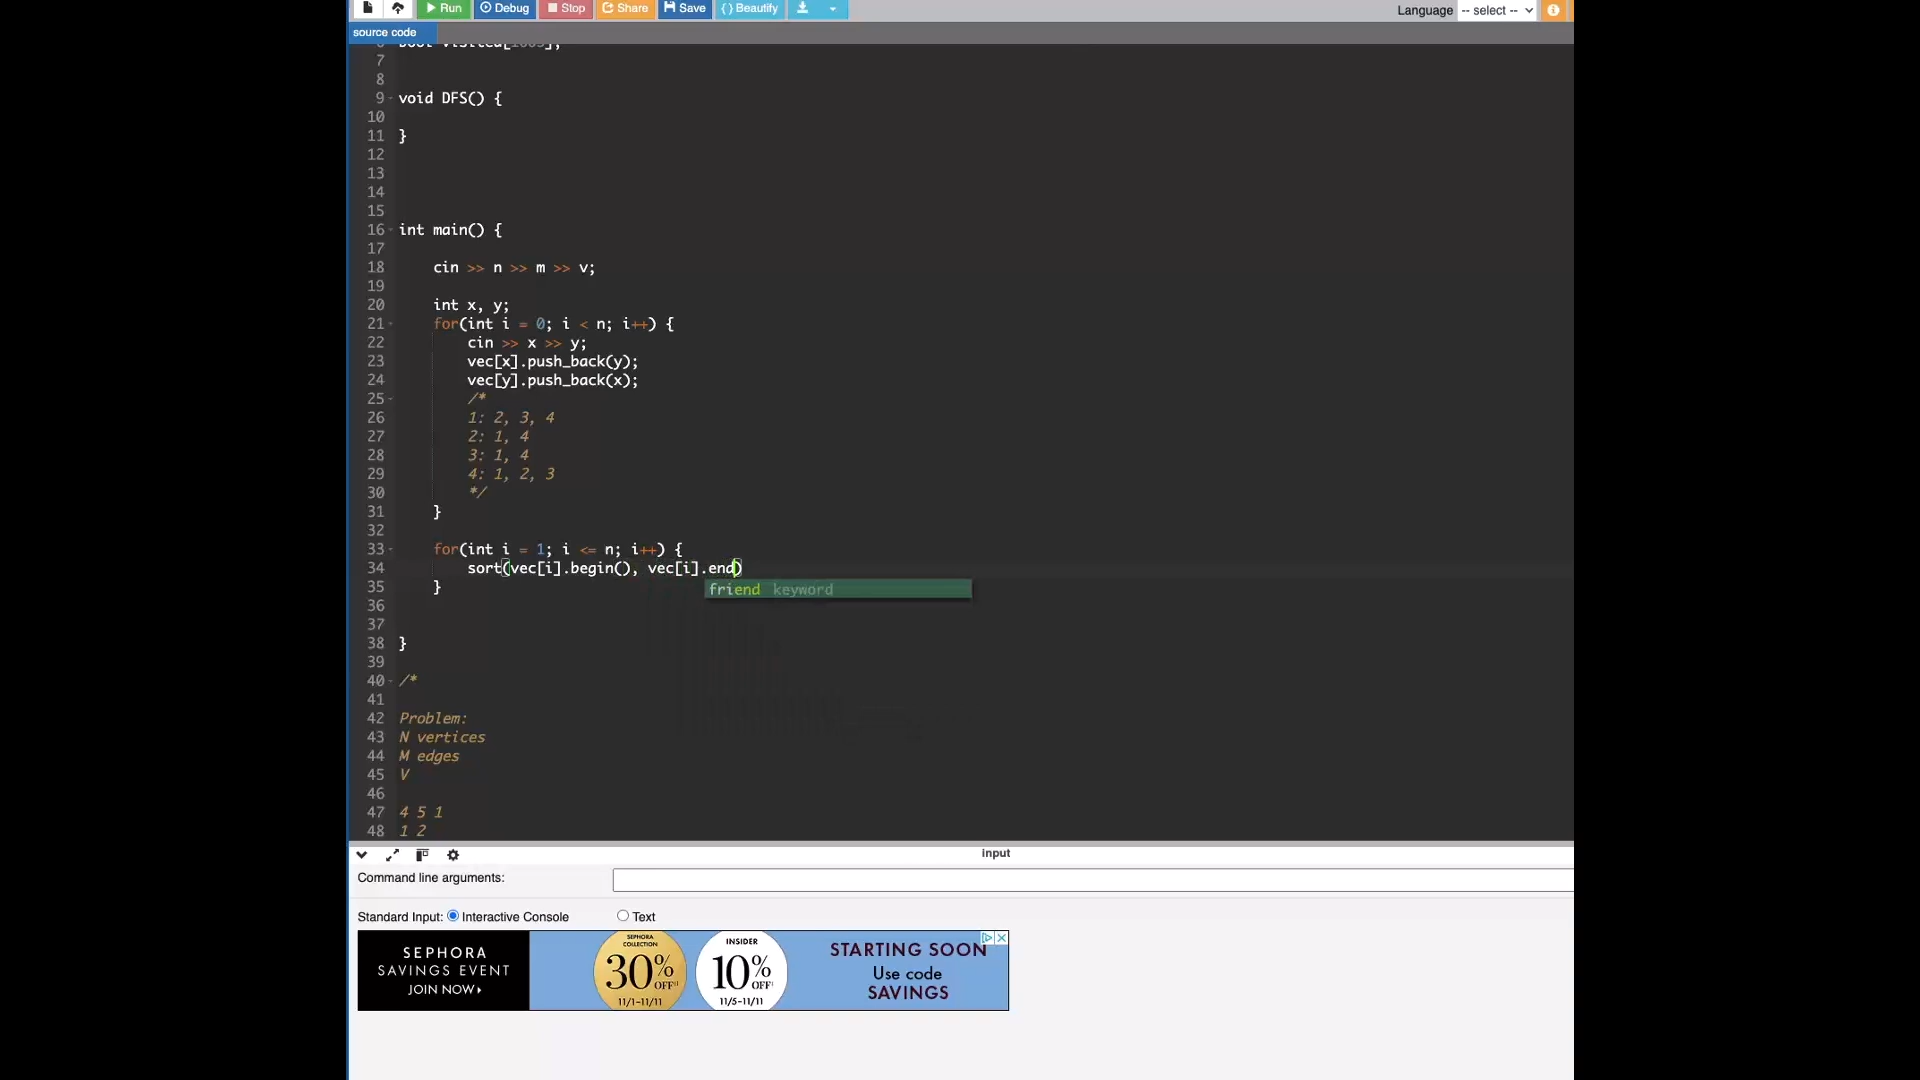 Run Debug Stop Share Save { } Beautify Language -- select --
source code
6 bool visited[1005];
7
8
9 void DFS() {
10
11 }
12
13
14
15
16 int main() {
17
18 cin >> n >> m >> v;
19
20 int x, y;
21 for(int i = 0; i < n; i++) {
22 cin >> x >> y;
23 vec[x].push_back(y);
24 vec[y].push_back(x);
25 /*
26 1: 2, 3, 4
27 2: 1, 4
28 3: 1, 4
29 4: 1, 2, 3
30 */
31 }
32
33 for(int i = 1; i <= n; i++) {
34 sort(vec[i].begin(), vec[i].end)
friend keyword
35 }
36
37
38 }
39
40 /*
41
42 Problem:
43 N vertices
44 M edges
45 V
46
47 4 5 1
48 1 2
input
Command line arguments:
Standard Input: Interactive Console Text
SEPHORA
SAVINGS EVENT
JOIN NOW
SEPHORA
COLLECTION
30% OFF
11/1-11/11
INSIDER
10% OFF
11/5-11/11
STARTING SOON
Use code
SAVINGS